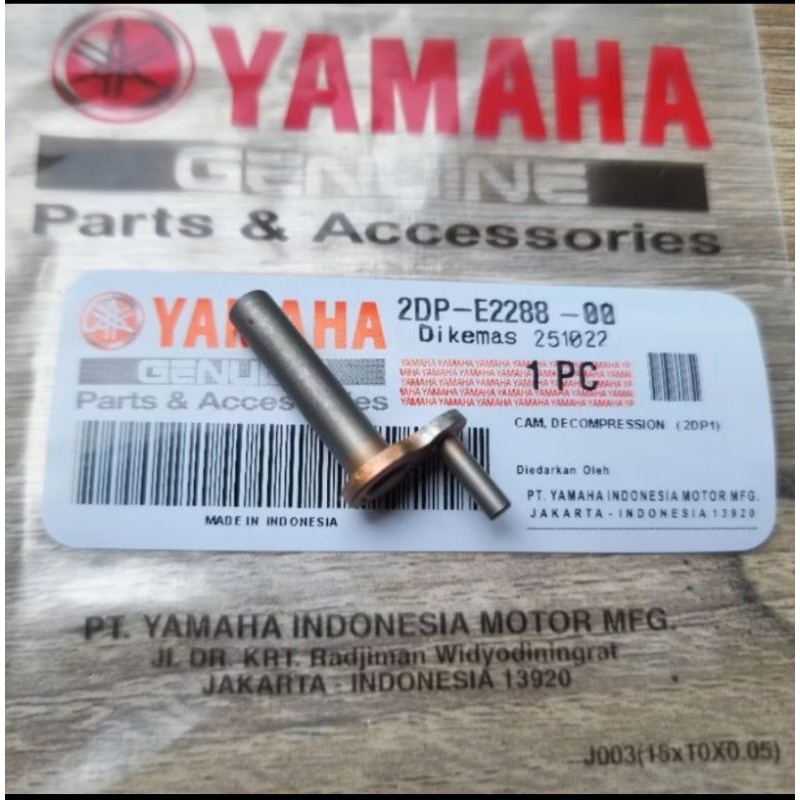 YAMAHA
GENUINE
Parts & Accessories
YAMAHA
GENUINE
Parts & Accessories
2DP-E2288-00
Dikemas 251022
1 PC
CAM, DECOMPRESSION (2DP1)
Diedarkan Oleh
PT. YAMAHA INDONESIA MOTOR MFG.
JAKARTA - INDONESIA 13920
MADE IN INDONESIA
PT. YAMAHA INDONESIA MOTOR MFG.
Jl. DR. KRT. Radjiman Widyodiningrat
JAKARTA - INDONESIA 13920
J003(16x10X0.05)